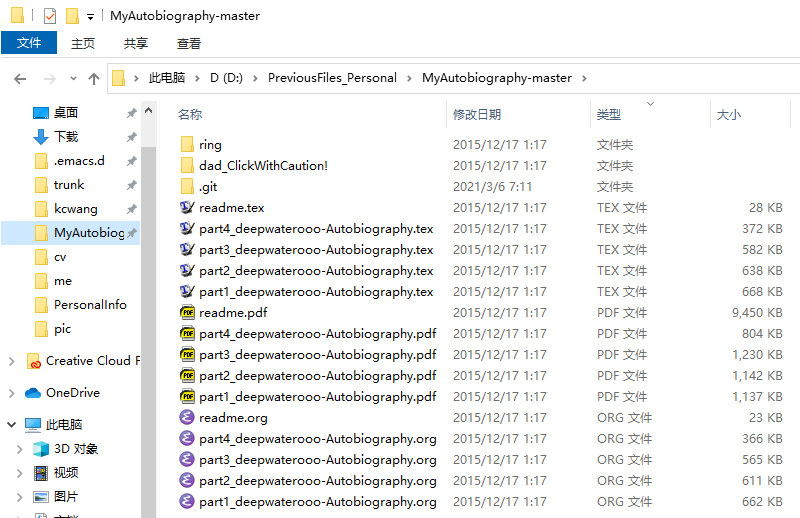 MyAutobiography-master
文件 主页 共享 查看
此电脑 D (D:) PreviousFiles_Personal MyAutobiography-master
桌面
下载
.emacs.d
trunk
kcwang
MyAutobiog
cv
me
PersonalInfo
pic
Creative Cloud F
OneDrive
此电脑
3D 对象
视频
图片
文档
名称 修改日期 类型 大小
ring 2015/12/17 1:17 文件夹
dad_ClickWithCaution! 2015/12/17 1:17 文件夹
.git 2021/3/6 7:11 文件夹
readme.tex 2015/12/17 1:17 TEX 文件 28 KB
part4_deepwaterooo-Autobiography.tex 2015/12/17 1:17 TEX 文件 372 KB
part3_deepwaterooo-Autobiography.tex 2015/12/17 1:17 TEX 文件 582 KB
part2_deepwaterooo-Autobiography.tex 2015/12/17 1:17 TEX 文件 638 KB
part1_deepwaterooo-Autobiography.tex 2015/12/17 1:17 TEX 文件 668 KB
readme.pdf 2015/12/17 1:17 PDF 文件 9,450 KB
part4_deepwaterooo-Autobiography.pdf 2015/12/17 1:17 PDF 文件 804 KB
part3_deepwaterooo-Autobiography.pdf 2015/12/17 1:17 PDF 文件 1,230 KB
part2_deepwaterooo-Autobiography.pdf 2015/12/17 1:17 PDF 文件 1,142 KB
part1_deepwaterooo-Autobiography.pdf 2015/12/17 1:17 PDF 文件 1,137 KB
readme.org 2015/12/17 1:17 ORG 文件 23 KB
part4_deepwaterooo-Autobiography.org 2015/12/17 1:17 ORG 文件 366 KB
part3_deepwaterooo-Autobiography.org 2015/12/17 1:17 ORG 文件 565 KB
part2_deepwaterooo-Autobiography.org 2015/12/17 1:17 ORG 文件 611 KB
part1_deepwaterooo-Autobiography.org 2015/12/17 1:17 ORG 文件 662 KB